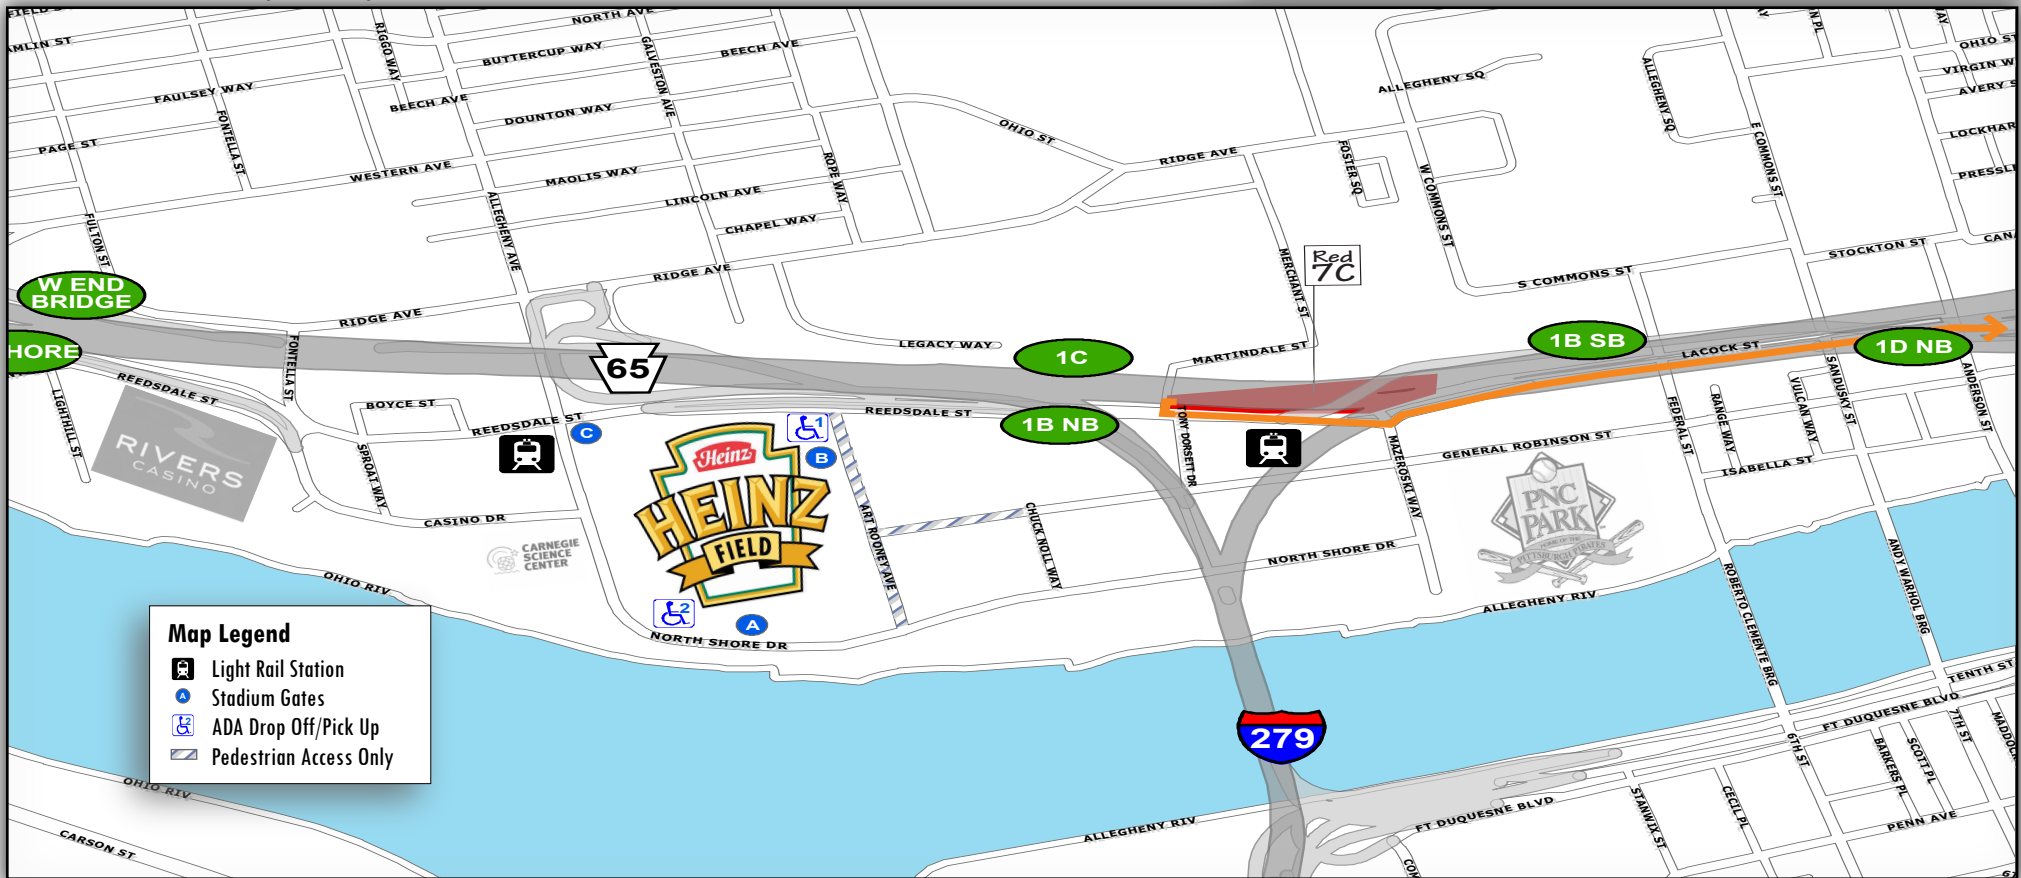 NORTH AVE
RIGGO WAY
BUTTERCUP WAY
GALVESTON AVE
BEECH AVE
OHIO ST
ALLEGHENY SQ
ALLEGHENY SQ
FAULSEY WAY
BEECH AVE
DOUNTON WAY
FONTELLA ST
OHIO ST
E COMMONS ST
PAGE ST
WESTERN AVE
MAOLIS WAY
ROPE WAY
RIDGE AVE
FOSTER SQ
W COMMONS ST
LINCOLN AVE
CHAPEL WAY
FULTON ST
ALLEGHENY AVE
RIDGE AVE
MERCHANT ST
Red
7C
S COMMONS ST
STOCKTON ST
W END
BRIDGE
RIDGE AVE
HORE
FONTELLA ST
65
LEGACY WAY
1C
MARTINDALE ST
1B SB
LACOCK ST
1D NB
REEDSDALE ST
LIGHTHILL ST
BOYCE ST
REEDSDALE ST
REEDSDALE ST
1B NB
TONY DORSETT DR
FEDERAL ST
RANGE WAY
VULCAN WAY
SANDUSKY ST
ANDERSON ST
RIVERS
CASINO
SPROAT WAY
C
1
B
Heinz
HEINZ
FIELD
MAZEROSKI WAY
GENERAL ROBINSON ST
ISABELLA ST
PNC
PARK
HOME OF THE
PITTSBURGH PIRATES
CASINO DR
CARNEGIE
SCIENCE
CENTER
ART ROONEY AVE
CHUCK NOLL WAY
NORTH SHORE DR
OHIO RIV
2
A
NORTH SHORE DR
ALLEGHENY RIV
ROBERTO CLEMENTE BRG
ANDY WARHOL BRG
Map Legend
Light Rail Station
A
Stadium Gates
2
ADA Drop Off/Pick Up
Pedestrian Access Only
279
TENTH ST
FT DUQUESNE BLVD
6TH ST
BARKERS PL
SCOTT PL
7TH ST
OHIO RIV
CARSON ST
ALLEGHENY RIV
FT DUQUESNE BLVD
STANWIX ST
CECIL PL
PENN AVE